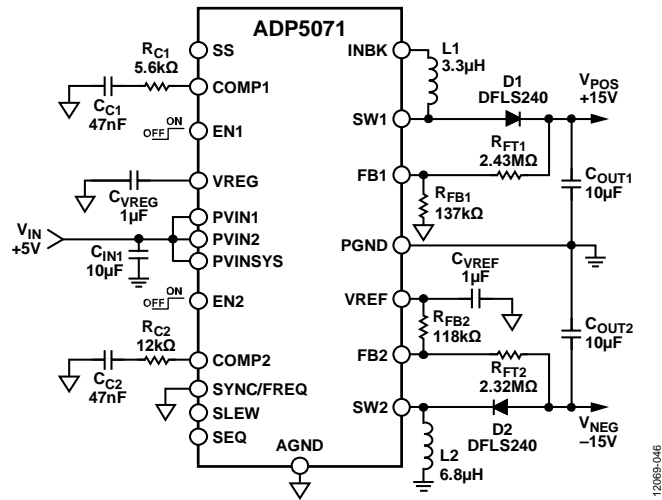 ADP5071
RC1
5.6kΩ
CC1
47nF
SS
COMP1
ON
OFF
EN1
VREG
CVREG
1µF
PVIN1
VIN
+5V
PVIN2
CIN1
10µF
PVINSYS
ON
OFF
EN2
RC2
12kΩ
COMP2
CC2
47nF
SYNC/FREQ
SLEW
SEQ
AGND
INBK
L1
3.3µH
SW1
D1
DFLS240
VPOS
+15V
RFT1
2.43MΩ
FB1
RFB1
137kΩ
COUT1
10µF
PGND
CVREF
1µF
VREF
RFB2
118kΩ
COUT2
10µF
FB2
RFT2
2.32MΩ
SW2
D2
DFLS240
VNEG
–15V
L2
6.8µH
12069-046